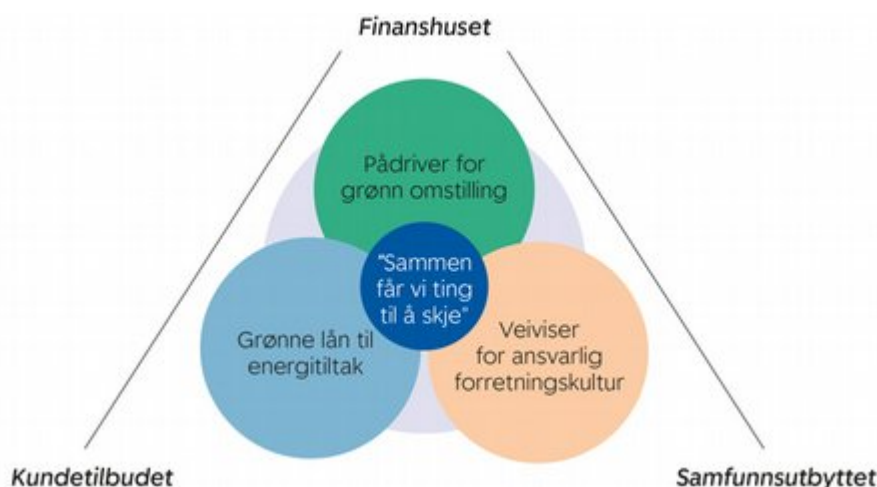 Finanshuset
Pådriver for
grønn omstilling
"Sammen
får vi ting
til å skje"
Grønne lån til
energitiltak
Veiviser
for ansvarlig
forretningskultur
Kundetilbudet
Samfunnsutbyttet